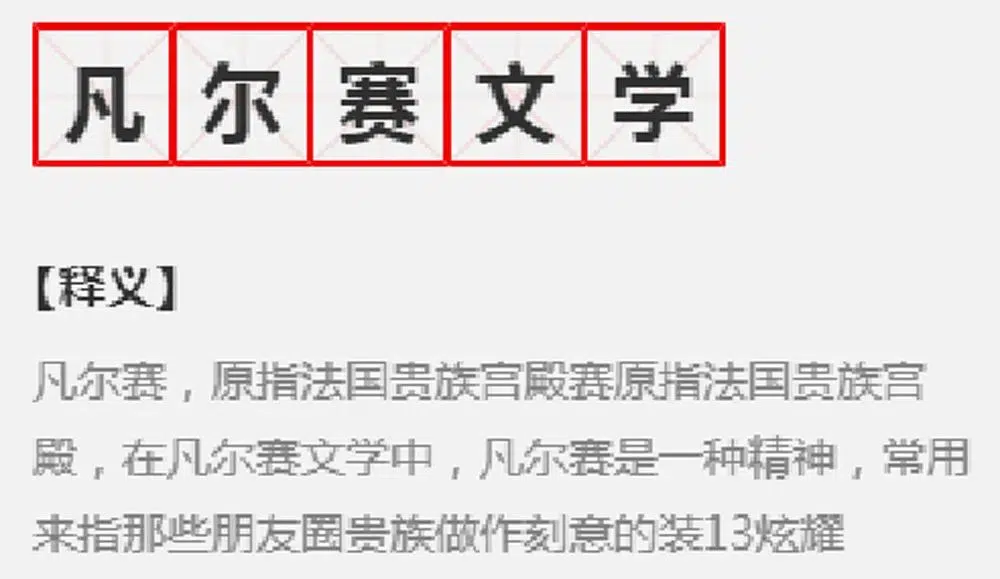 凡尔赛文学
【释义】
凡尔赛，原指法国贵族宫殿赛原指法国贵族宫
殿，在凡尔赛文学中，凡尔赛是一种精神，常用
来指那些朋友圈贵族做作刻意的装13炫耀